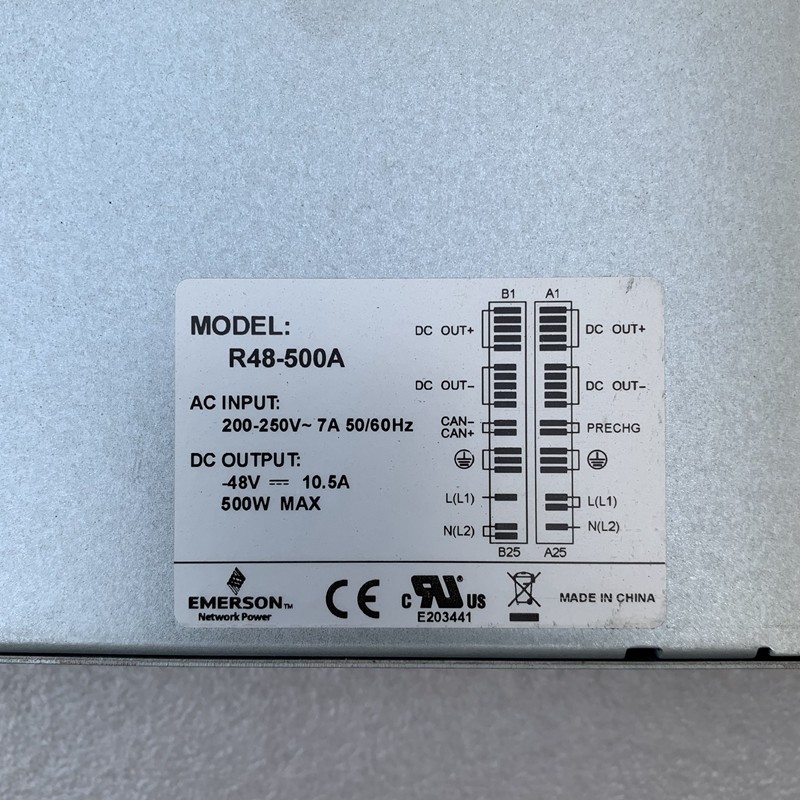 MODEL:
R48-500A
AC INPUT:
200-250V~ 7A 50/60Hz
DC OUTPUT:
-48V ⎓ 10.5A
500W MAX
B1 A1
DC OUT+ DC OUT+
DC OUT- DC OUT-
CAN-
CAN+ PRECHG
L(L1) L(L1)
N(L2) N(L2)
B25 A25
EMERSON™
Network Power
CE
c RU US
E203441
MADE IN CHINA